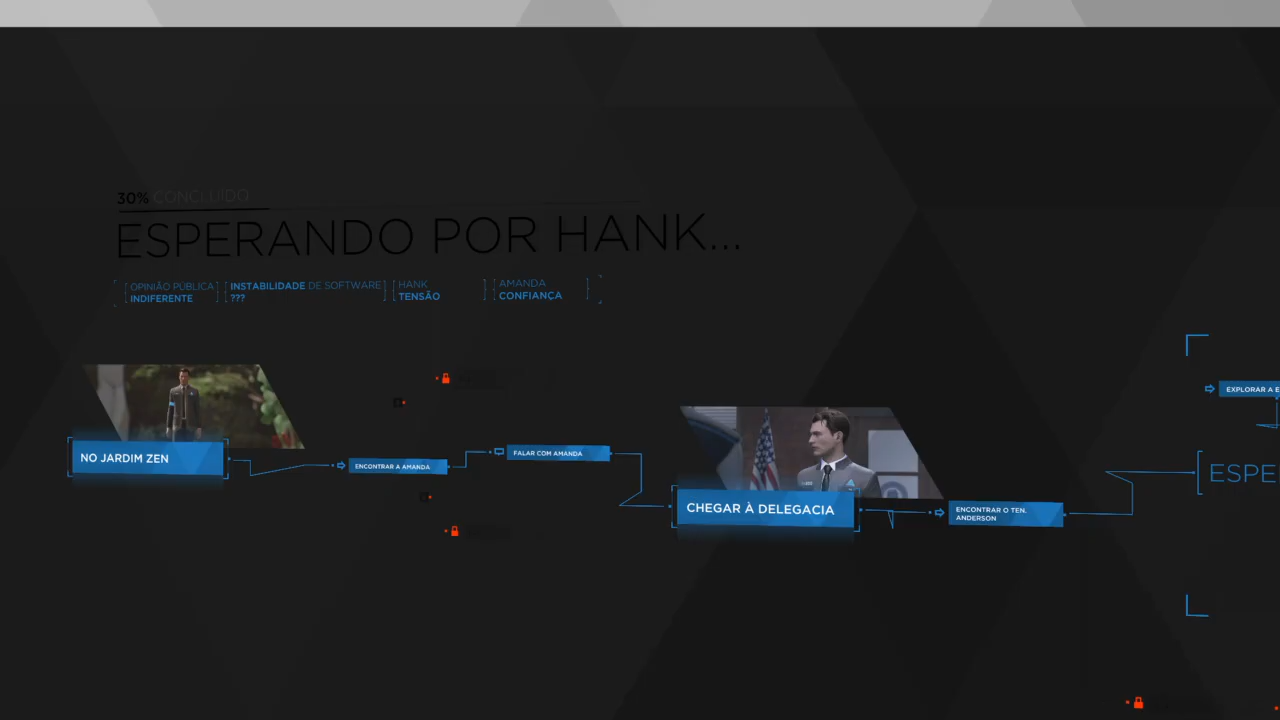 30% CONCLUÍDO
ESPERANDO POR HANK...
OPINIÃO PÚBLICA
INDIFERENTE
INSTABILIDADE DE SOFTWARE
???
HANK
TENSÃO
AMANDA
CONFIANÇA
NO JARDIM ZEN
ENCONTRAR A AMANDA
FALAR COM AMANDA
CHEGAR À DELEGACIA
ENCONTRAR O TEN.
ANDERSON
EXPLORAR A E
ESPE